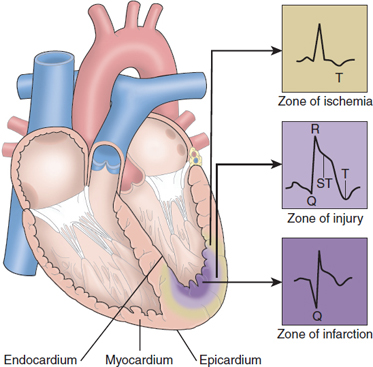 T
Zone of ischemia
R
ST
T
Q
Zone of injury
Q
Zone of infarction
Endocardium
Myocardium
Epicardium